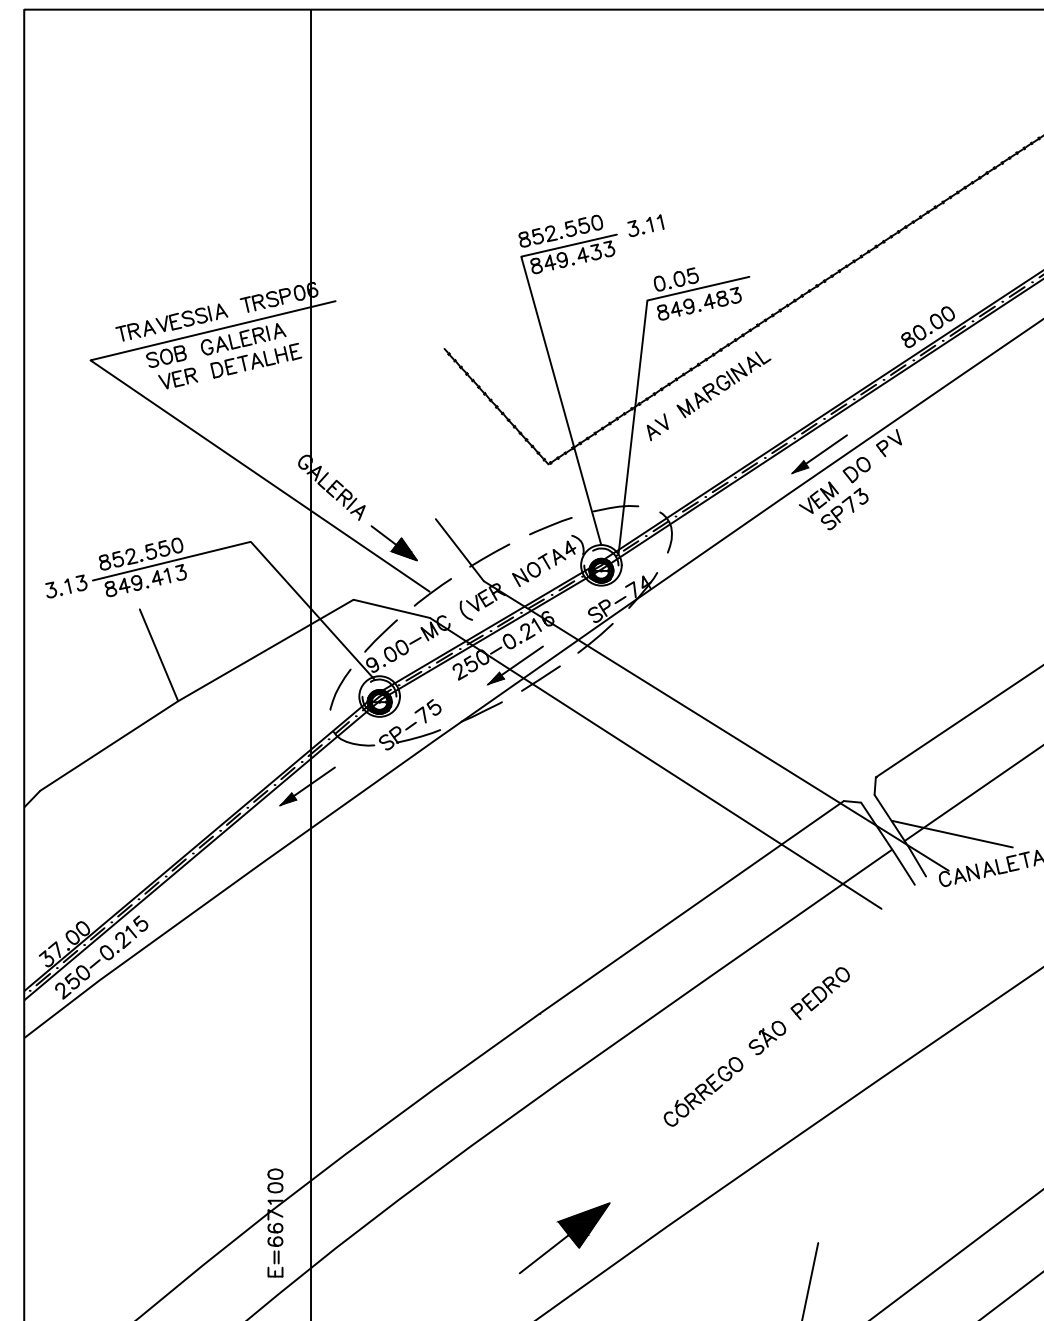 852.550
849.433
3.11
0.05
849.483
TRAVESSIA TRSP06
SOB GALERIA
VER DETALHE
80.00
AV MARGINAL
GALERIA
VEM DO PV
SP73
3.13
852.550
849.413
9.00-MC (VER NOTA4)
250-0.216
SP-74
SP-75
CANALETA
37.00
250-0.215
CÓRREGO SÃO PEDRO
E=667100